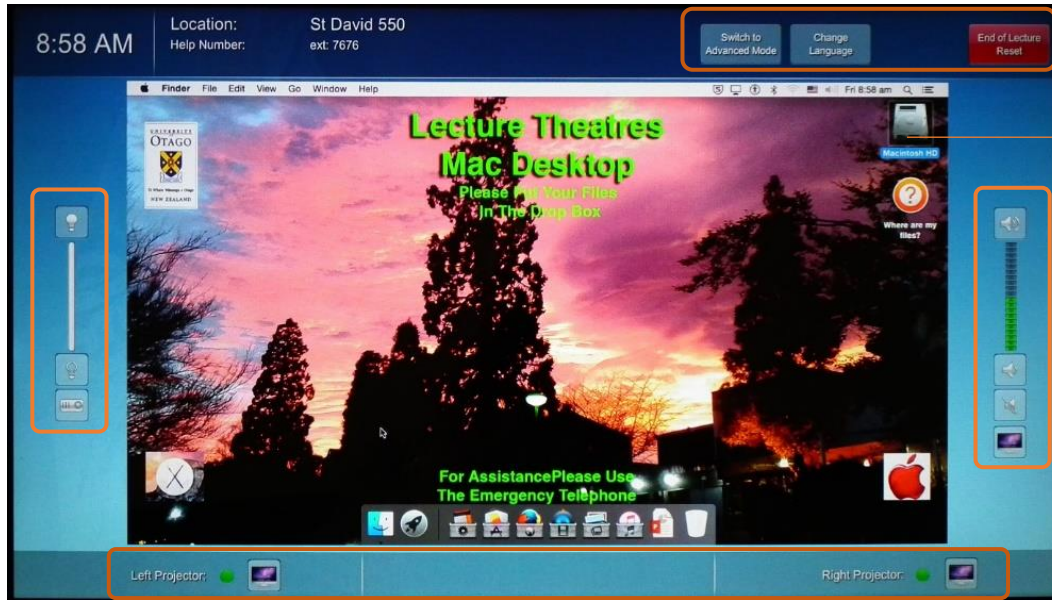 8:58 AM
Location:
St David 550
Help Number:
ext: 7676
Switch to
Advanced Mode
Change
Language
End of Lecture
Reset
Finder File Edit View Go Window Help
Fri 8:58 am
UNIVERSITY
OTAGO
NEW ZEALAND
Lecture Theatres
Mac Desktop
Please Put Your Files
In The Drop Box
Macintosh HD
Where are my
files?
For AssistancePlease Use
The Emergency Telephone
Left Projector:
Right Projector: